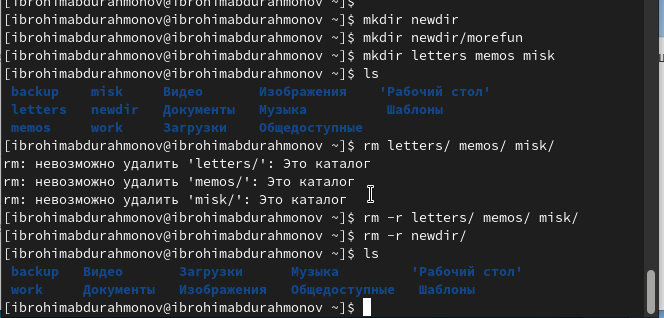 [ibrohimabdurahmonov@ibrohimabdurahmonov ~]$
[ibrohimabdurahmonov@ibrohimabdurahmonov ~]$ mkdir newdir
[ibrohimabdurahmonov@ibrohimabdurahmonov ~]$ mkdir newdir/morefun
[ibrohimabdurahmonov@ibrohimabdurahmonov ~]$ mkdir letters memos misk
[ibrohimabdurahmonov@ibrohimabdurahmonov ~]$ ls
backup misk Видео Изображения 'Рабочий стол'
letters newdir Документы Музыка Шаблоны
memos work Загрузки Общедоступные
[ibrohimabdurahmonov@ibrohimabdurahmonov ~]$ rm letters/ memos/ misk/
rm: невозможно удалить 'letters/': Это каталог
rm: невозможно удалить 'memos/': Это каталог
rm: невозможно удалить 'misk/': Это каталог
[ibrohimabdurahmonov@ibrohimabdurahmonov ~]$ rm -r letters/ memos/ misk/
[ibrohimabdurahmonov@ibrohimabdurahmonov ~]$ rm -r newdir/
[ibrohimabdurahmonov@ibrohimabdurahmonov ~]$ ls
backup Видео Загрузки Музыка 'Рабочий стол'
work Документы Изображения Общедоступные Шаблоны
[ibrohimabdurahmonov@ibrohimabdurahmonov ~]$